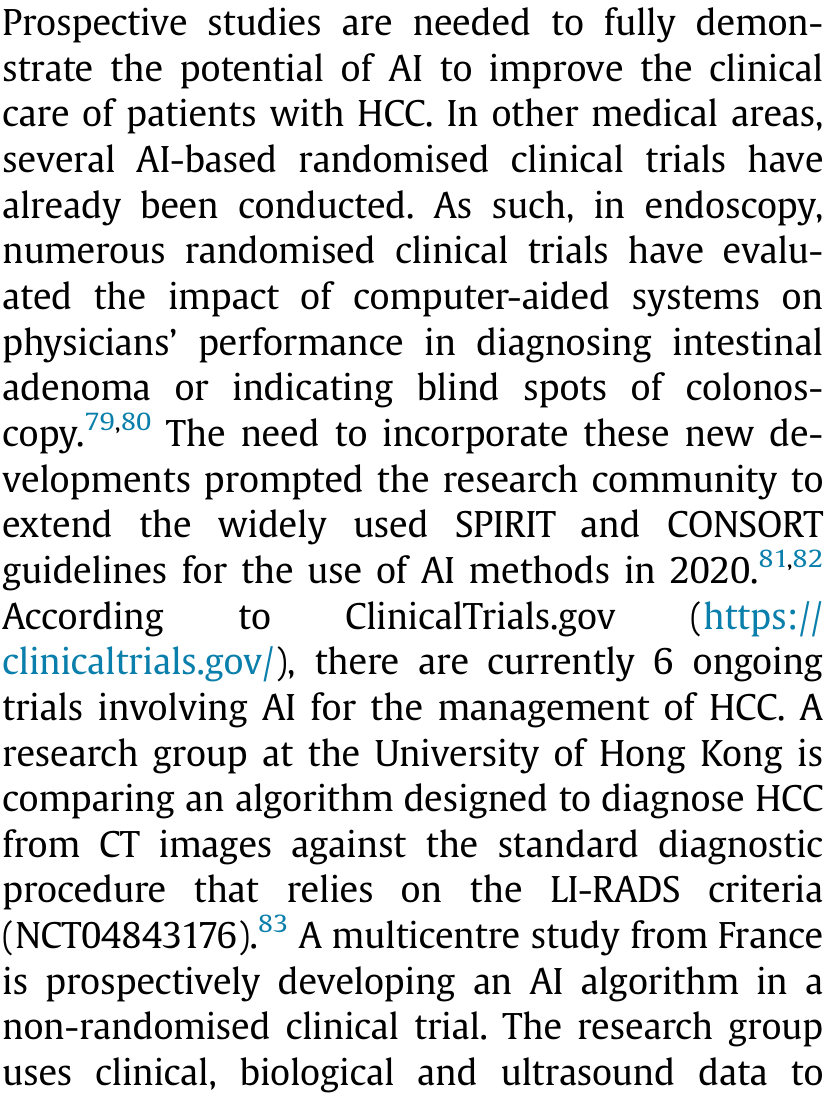 Prospective studies are needed to fully demon-
strate the potential of AI to improve the clinical
care of patients with HCC. In other medical areas,
several AI-based randomised clinical trials have
already been conducted. As such, in endoscopy,
numerous randomised clinical trials have evalu-
ated the impact of computer-aided systems on
physicians’ performance in diagnosing intestinal
adenoma or indicating blind spots of colonos-
copy.79,80 The need to incorporate these new de-
velopments prompted the research community to
extend the widely used SPIRIT and CONSORT
guidelines for the use of AI methods in 2020.81,82
According to ClinicalTrials.gov (https://
clinicaltrials.gov/), there are currently 6 ongoing
trials involving AI for the management of HCC. A
research group at the University of Hong Kong is
comparing an algorithm designed to diagnose HCC
from CT images against the standard diagnostic
procedure that relies on the LI-RADS criteria
(NCT04843176).83 A multicentre study from France
is prospectively developing an AI algorithm in a
non-randomised clinical trial. The research group
uses clinical, biological and ultrasound data to